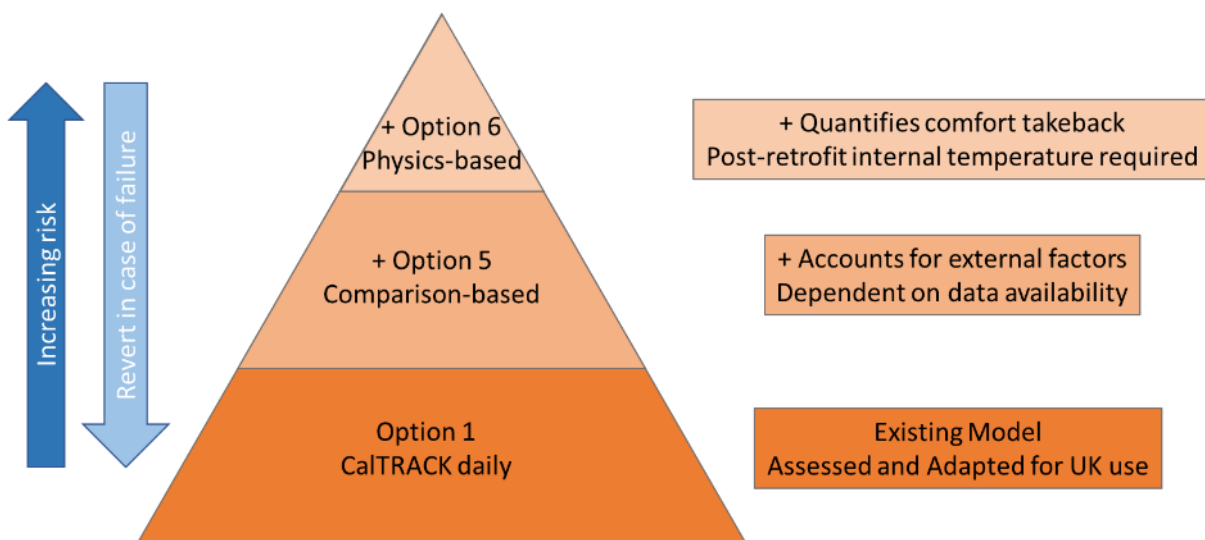 Increasing risk
Revert in case of failure
+ Option 6
Physics-based
+ Quantifies comfort takeback
Post-retrofit internal temperature required
+ Option 5
Comparison-based
+ Accounts for external factors
Dependent on data availability
Option 1
CalTRACK daily
Existing Model
Assessed and Adapted for UK use